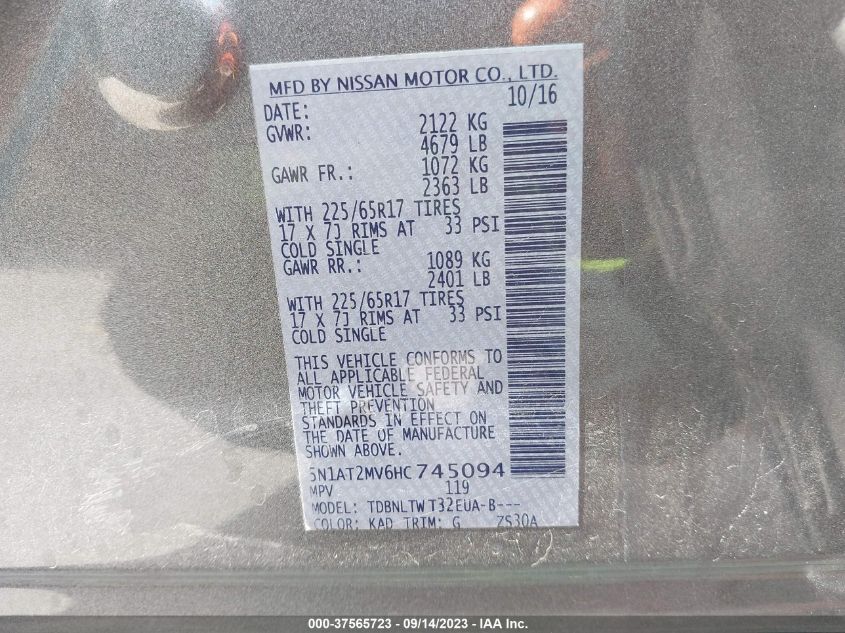 MFD BY NISSAN MOTOR CO., LTD.
DATE: 10/16
GVWR: 2122 KG
4679 LB
GAWR FR.: 1072 KG
2363 LB
WITH 225/65R17 TIRES
17 X 7J RIMS AT 33 PSI
COLD SINGLE
GAWR RR.: 1089 KG
2401 LB
WITH 225/65R17 TIRES
17 X 7J RIMS AT 33 PSI
COLD SINGLE
THIS VEHICLE CONFORMS TO
ALL APPLICABLE FEDERAL
MOTOR VEHICLE SAFETY AND
THEFT PREVENTION
STANDARDS IN EFFECT ON
THE DATE OF MANUFACTURE
SHOWN ABOVE.
5N1AT2MV6HC745094
MPV 119
MODEL: TDBNLTWT32EUA-B---
COLOR: KAD TRIM: G ZS30A
000-37565723 - 09/14/2023 - IAA Inc.